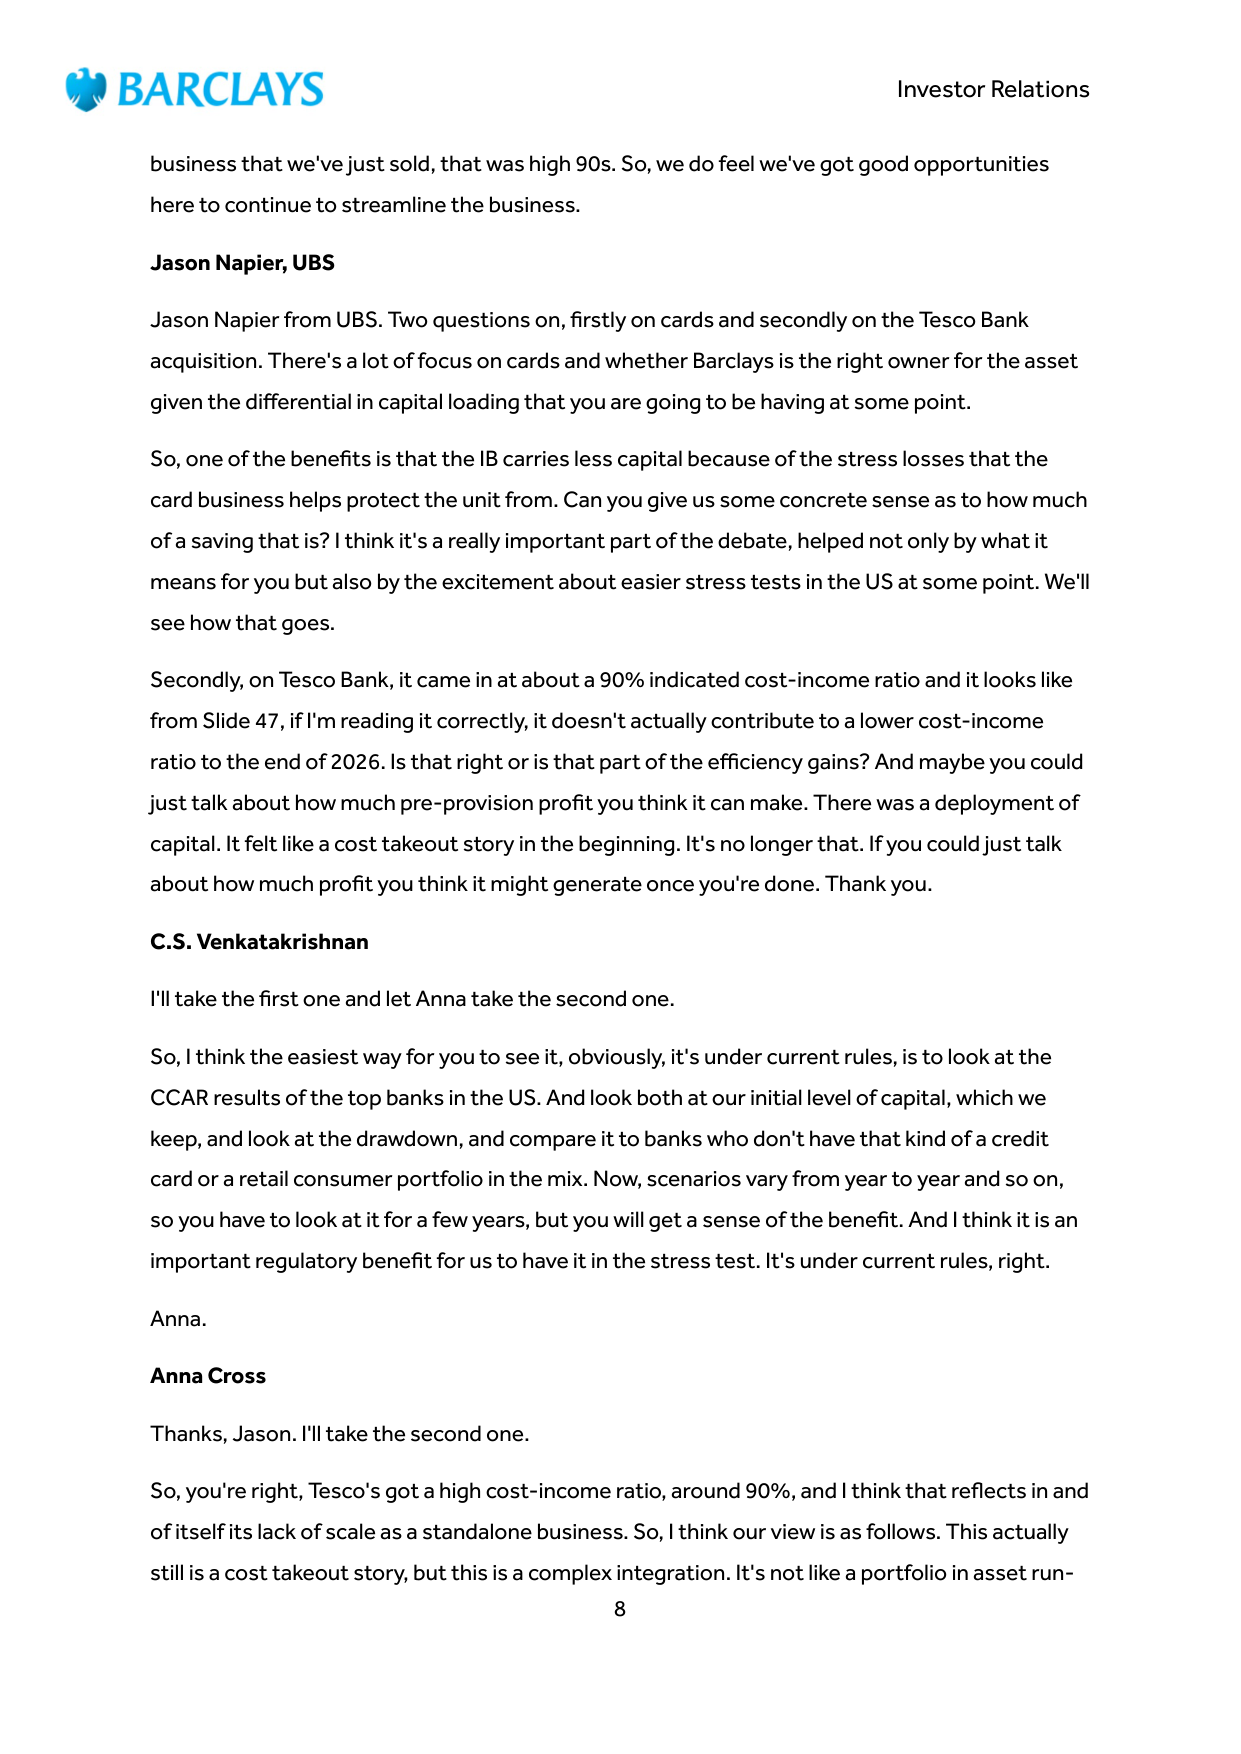 BARCLAYS
Investor Relations
business that we've just sold, that was high 90s. So, we do feel we've got good opportunities
here to continue to streamline the business.
Jason Napier, UBS
Jason Napier from UBS. Two questions on, firstly on cards and secondly on the Tesco Bank
acquisition. There's a lot of focus on cards and whether Barclays is the right owner for the asset
given the differential in capital loading that you are going to be having at some point.
So, one of the benefits is that the IB carries less capital because of the stress losses that the
card business helps protect the unit from. Can you give us some concrete sense as to how much
of a saving that is? I think it's a really important part of the debate, helped not only by what it
means for you but also by the excitement about easier stress tests in the US at some point. We'll
see how that goes.
Secondly, on Tesco Bank, it came in at about a 90% indicated cost-income ratio and it looks like
from Slide 47, if I'm reading it correctly, it doesn't actually contribute to a lower cost-income
ratio to the end of 2026. Is that right or is that part of the efficiency gains? And maybe you could
just talk about how much pre-provision profit you think it can make. There was a deployment of
capital. It felt like a cost takeout story in the beginning. It's no longer that. If you could just talk
about how much profit you think it might generate once you're done. Thank you.
C.S. Venkatakrishnan
I'll take the first one and let Anna take the second one.
So, I think the easiest way for you to see it, obviously, it's under current rules, is to look at the
CCAR results of the top banks in the US. And look both at our initial level of capital, which we
keep, and look at the drawdown, and compare it to banks who don't have that kind of a credit
card or a retail consumer portfolio in the mix. Now, scenarios vary from year to year and so on,
so you have to look at it for a few years, but you will get a sense of the benefit. And I think it is an
important regulatory benefit for us to have it in the stress test. It's under current rules, right.
Anna.
Anna Cross
Thanks, Jason. I'll take the second one.
So, you're right, Tesco's got a high cost-income ratio, around 90%, and I think that reflects in and
of itself its lack of scale as a standalone business. So, I think our view is as follows. This actually
still is a cost takeout story, but this is a complex integration. It's not like a portfolio in asset run-
8